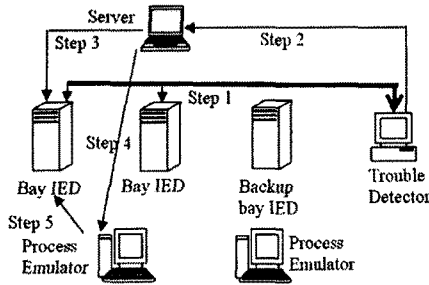 Server
Step 3
Step 2
Step 1
Step 4
Bay IED
Bay IED
Backup
bay IED
Trouble
Detector
Step 5
Process
Emulator
Process
Emulator